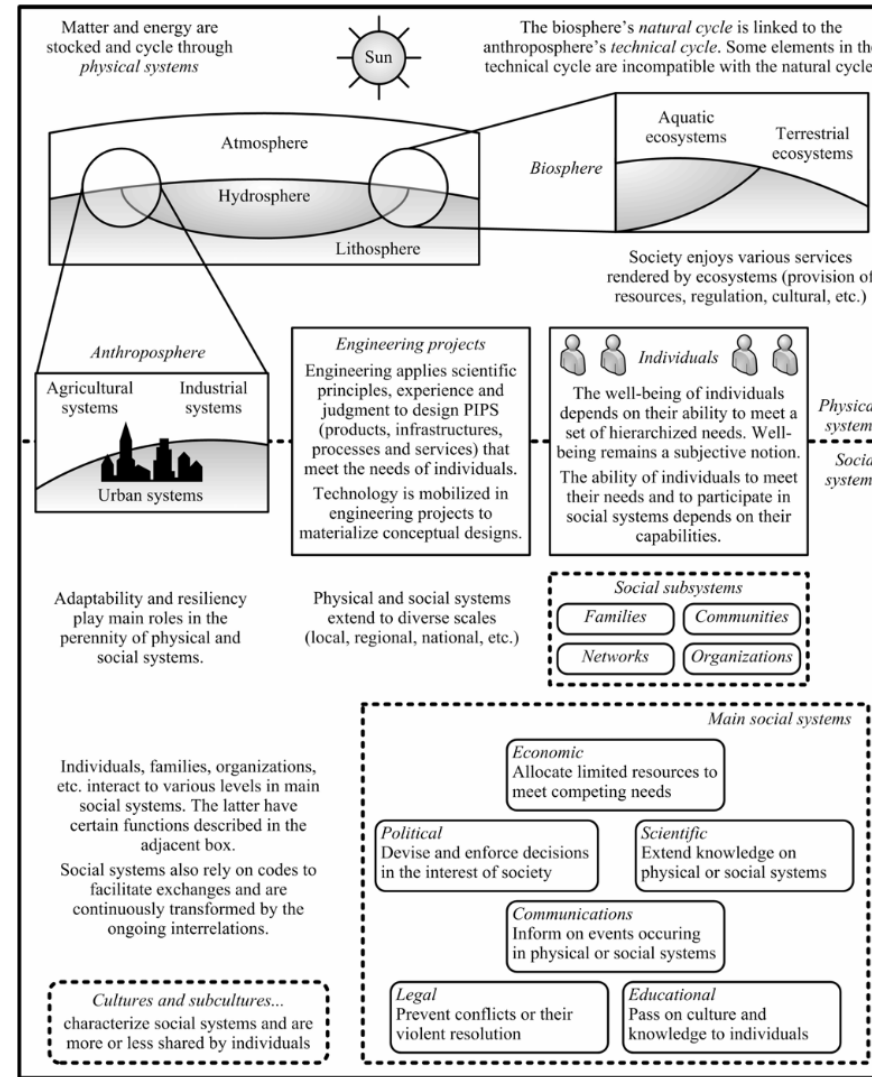 Matter and energy are
stocked and cycle through
physical systems
Sun
The biosphere's natural cycle is linked to the
anthroposphere's technical cycle. Some elements in the
technical cycle are incompatible with the natural cycle
Atmosphere
Hydrosphere
Lithosphere
Biosphere
Aquatic
ecosystems
Terrestrial
ecosystems
Society enjoys various services
rendered by ecosystems (provision of
resources, regulation, cultural, etc.)
Anthroposphere
Agricultural
systems
Industrial
systems
Urban systems
Engineering projects
Engineering applies scientific
principles, experience and
judgment to design PIPS
(products, infrastructures,
processes and services) that
meet the needs of individuals.
Technology is mobilized in
engineering projects to
materialize conceptual designs.
Individuals
The well-being of individuals
depends on their ability to meet a
set of hierarchized needs. Well-
being remains a subjective notion.
The ability of individuals to meet
their needs and to participate in
social systems depends on their
capabilities.
Physica
system
Socia
system
Adaptability and resiliency
play main roles in the
perennity of physical and
social systems.
Physical and social systems
extend to diverse scales
(local, regional, national, etc.)
Social subsystems
Families
Communities
Networks
Organizations
Individuals, families, organizations,
etc. interact to various levels in main
social systems. The latter have
certain functions described in the
adjacent box.
Social systems also rely on codes to
facilitate exchanges and are
continuously transformed by the
ongoing interrelations.
Cultures and subcultures...
characterize social systems and are
more or less shared by individuals
Main social systems
Economic
Allocate limited resources to
meet competing needs
Political
Devise and enforce decisions
in the interest of society
Scientific
Extend knowledge on
physical or social systems
Communications
Inform on events occuring
in physical or social systems
Legal
Prevent conflicts or their
violent resolution
Educational
Pass on culture and
knowledge to individuals